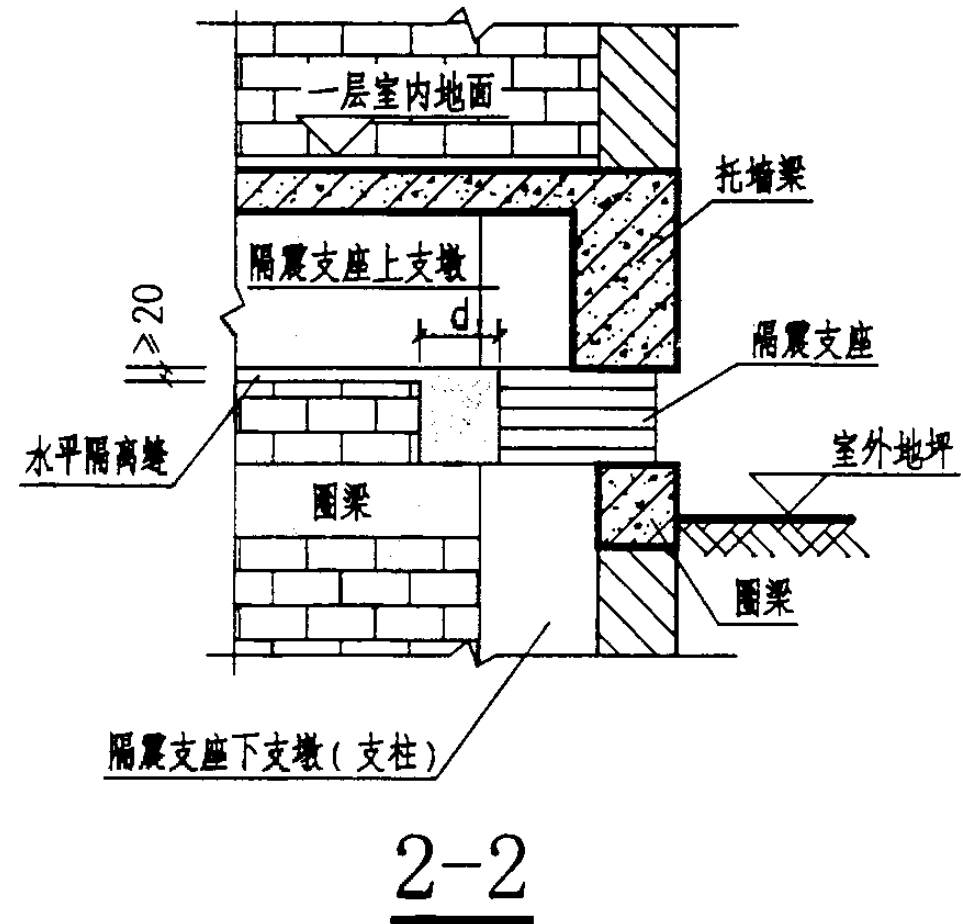 一层室内地面
托墙梁
隔震支座上支墩
≥20
d
隔震支座
水平隔离缝
室外地坪
圈梁
圈梁
隔震支座下支墩(支柱)
2-2